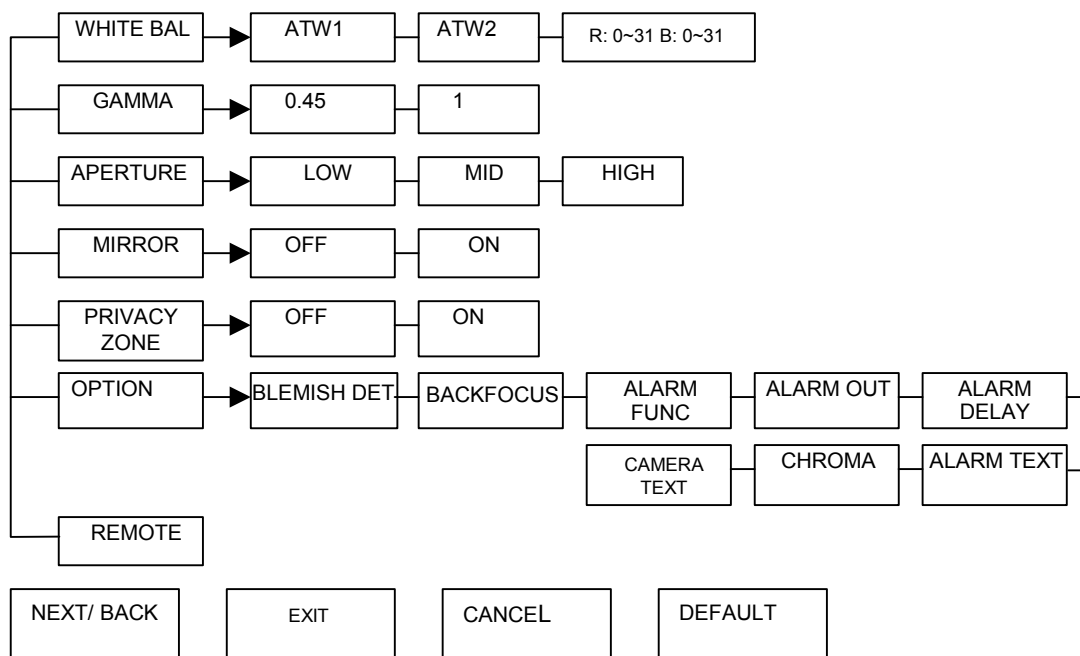 WHITE BAL
ATW1
ATW2
R: 0~31 B: 0~31
GAMMA
0.45
1
APERTURE
LOW
MID
HIGH
MIRROR
OFF
ON
PRIVACY
ZONE
OFF
ON
OPTION
BLEMISH DET
BACKFOCUS
ALARM
FUNC
ALARM OUT
ALARM
DELAY
CAMERA
TEXT
CHROMA
ALARM TEXT
REMOTE
NEXT/ BACK
EXIT
CANCEL
DEFAULT